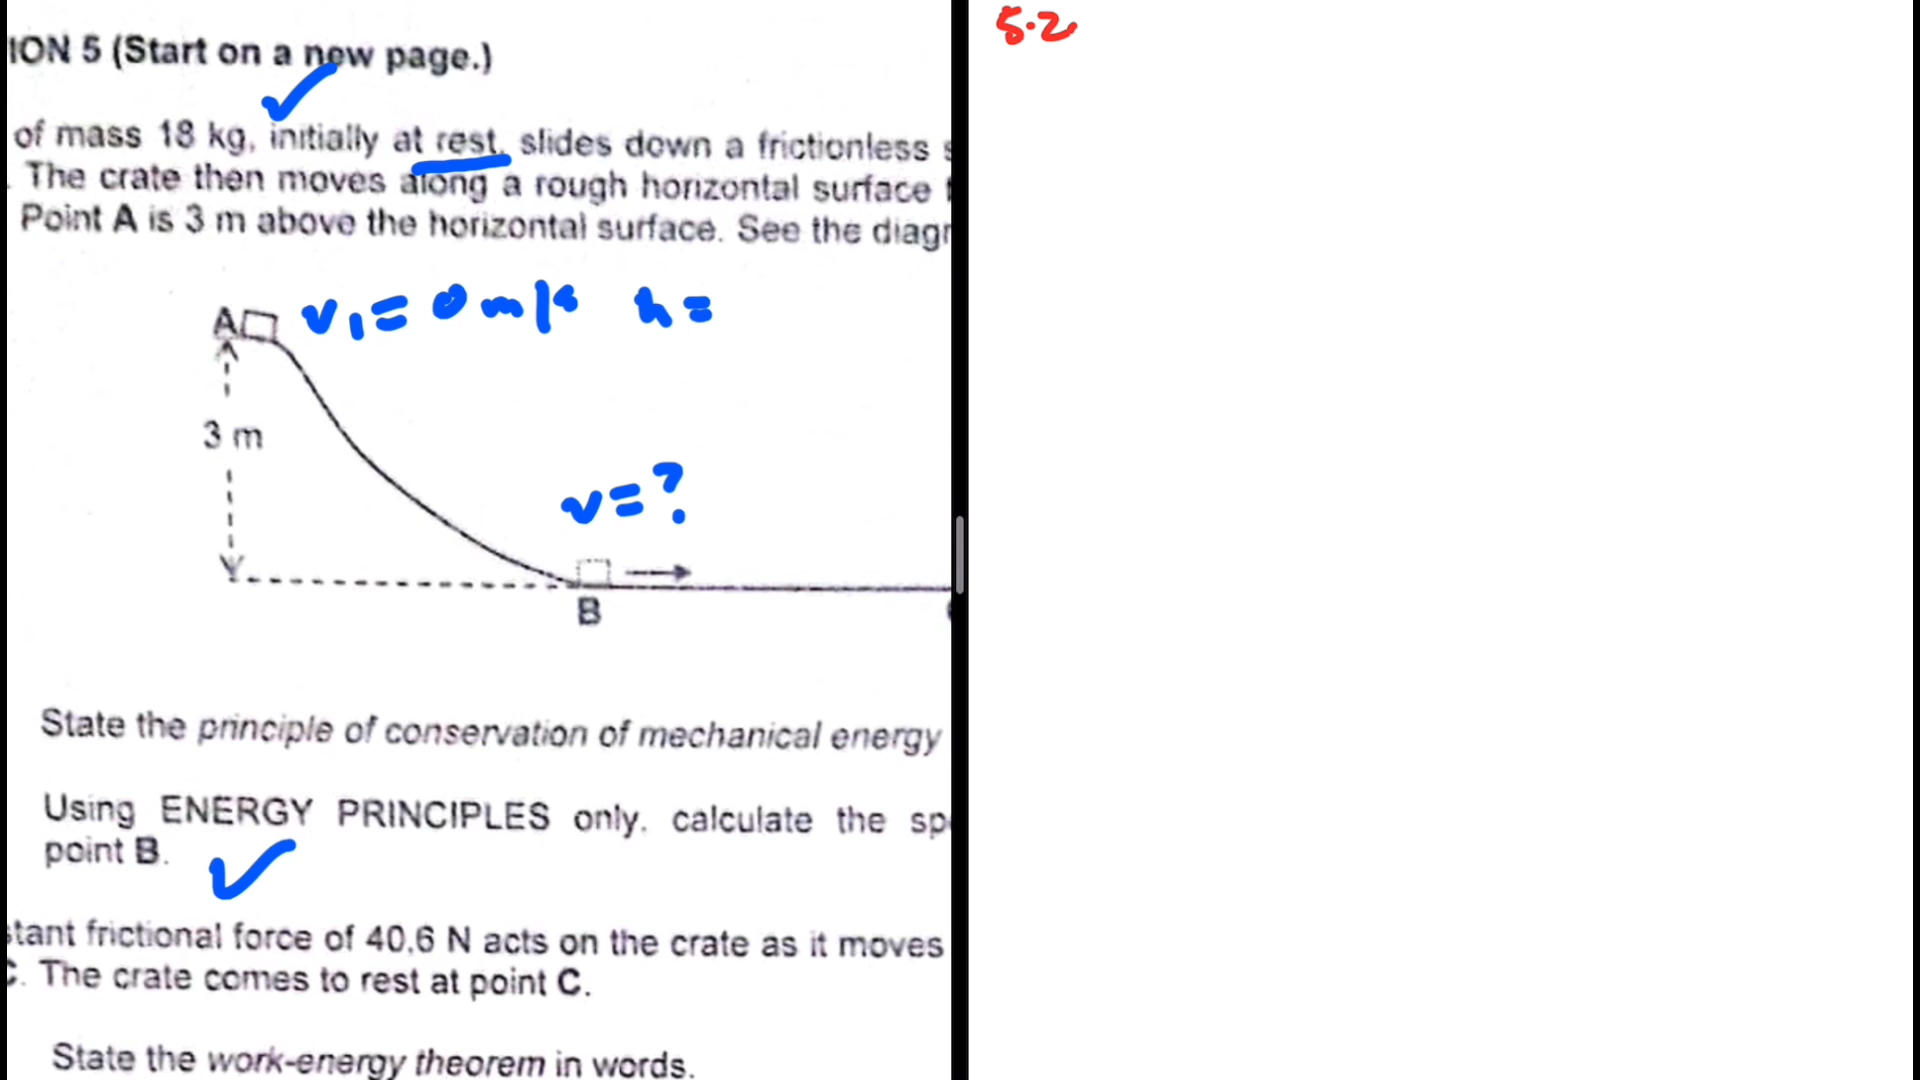 ION 5 (Start on a new page.)
of mass 18 kg, initially at rest, slides down a frictionless
The crate then moves along a rough horizontal surface
Point A is 3 m above the horizontal surface. See the diagr
A
v₁ = 0 m/s h =
3 m
v = ?
B
State the principle of conservation of mechanical energy
Using ENERGY PRINCIPLES only, calculate the sp
point B.
stant frictional force of 40,6 N acts on the crate as it moves
C. The crate comes to rest at point C.
State the work-energy theorem in words.
5.2